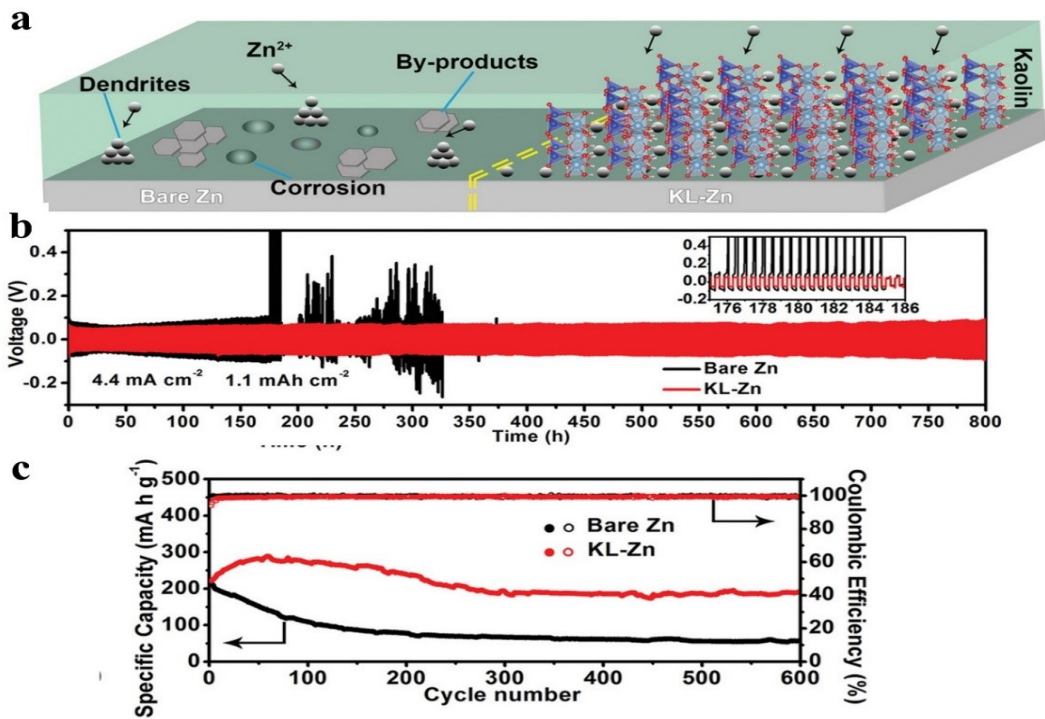 a
Zn2+
Dendrites
By-products
Kaolin
Corrosion
Bare Zn
KL-Zn
b
Voltage (V)
0.4
0.2
0.0
-0.2
0.4
0.2
0.0
-0.2
176 178 180 182 184 186
4.4 mA cm-2 1.1 mAh cm-2
Bare Zn
KL-Zn
0 50 100 150 200 250 300 350 400 450 500 550 600 650 700 750 800
Time (h)
c
Specific Capacity (mA h g-1)
500
400
300
200
100
0
Bare Zn
KL-Zn
100
80
60
40
20
0
Coulombic Efficiency (%)
0 100 200 300 400 500 600
Cycle number